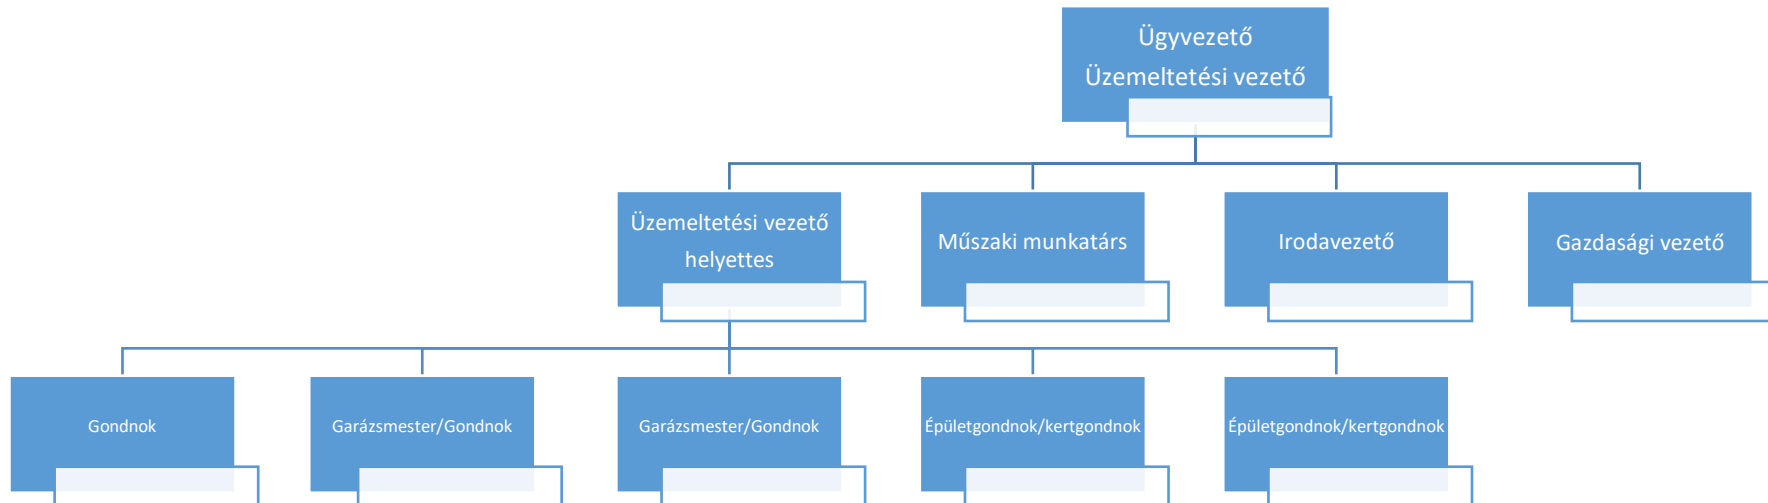 Ügyvezető
Üzemeltetési vezető
Üzemeltetési vezető
helyettes
Műszaki munkatárs
Irodavezető
Gazdasági vezető
Gondnok
Garázsmester/Gondnok
Garázsmester/Gondnok
Épületgondnok/kertgondnok
Épületgondnok/kertgondnok